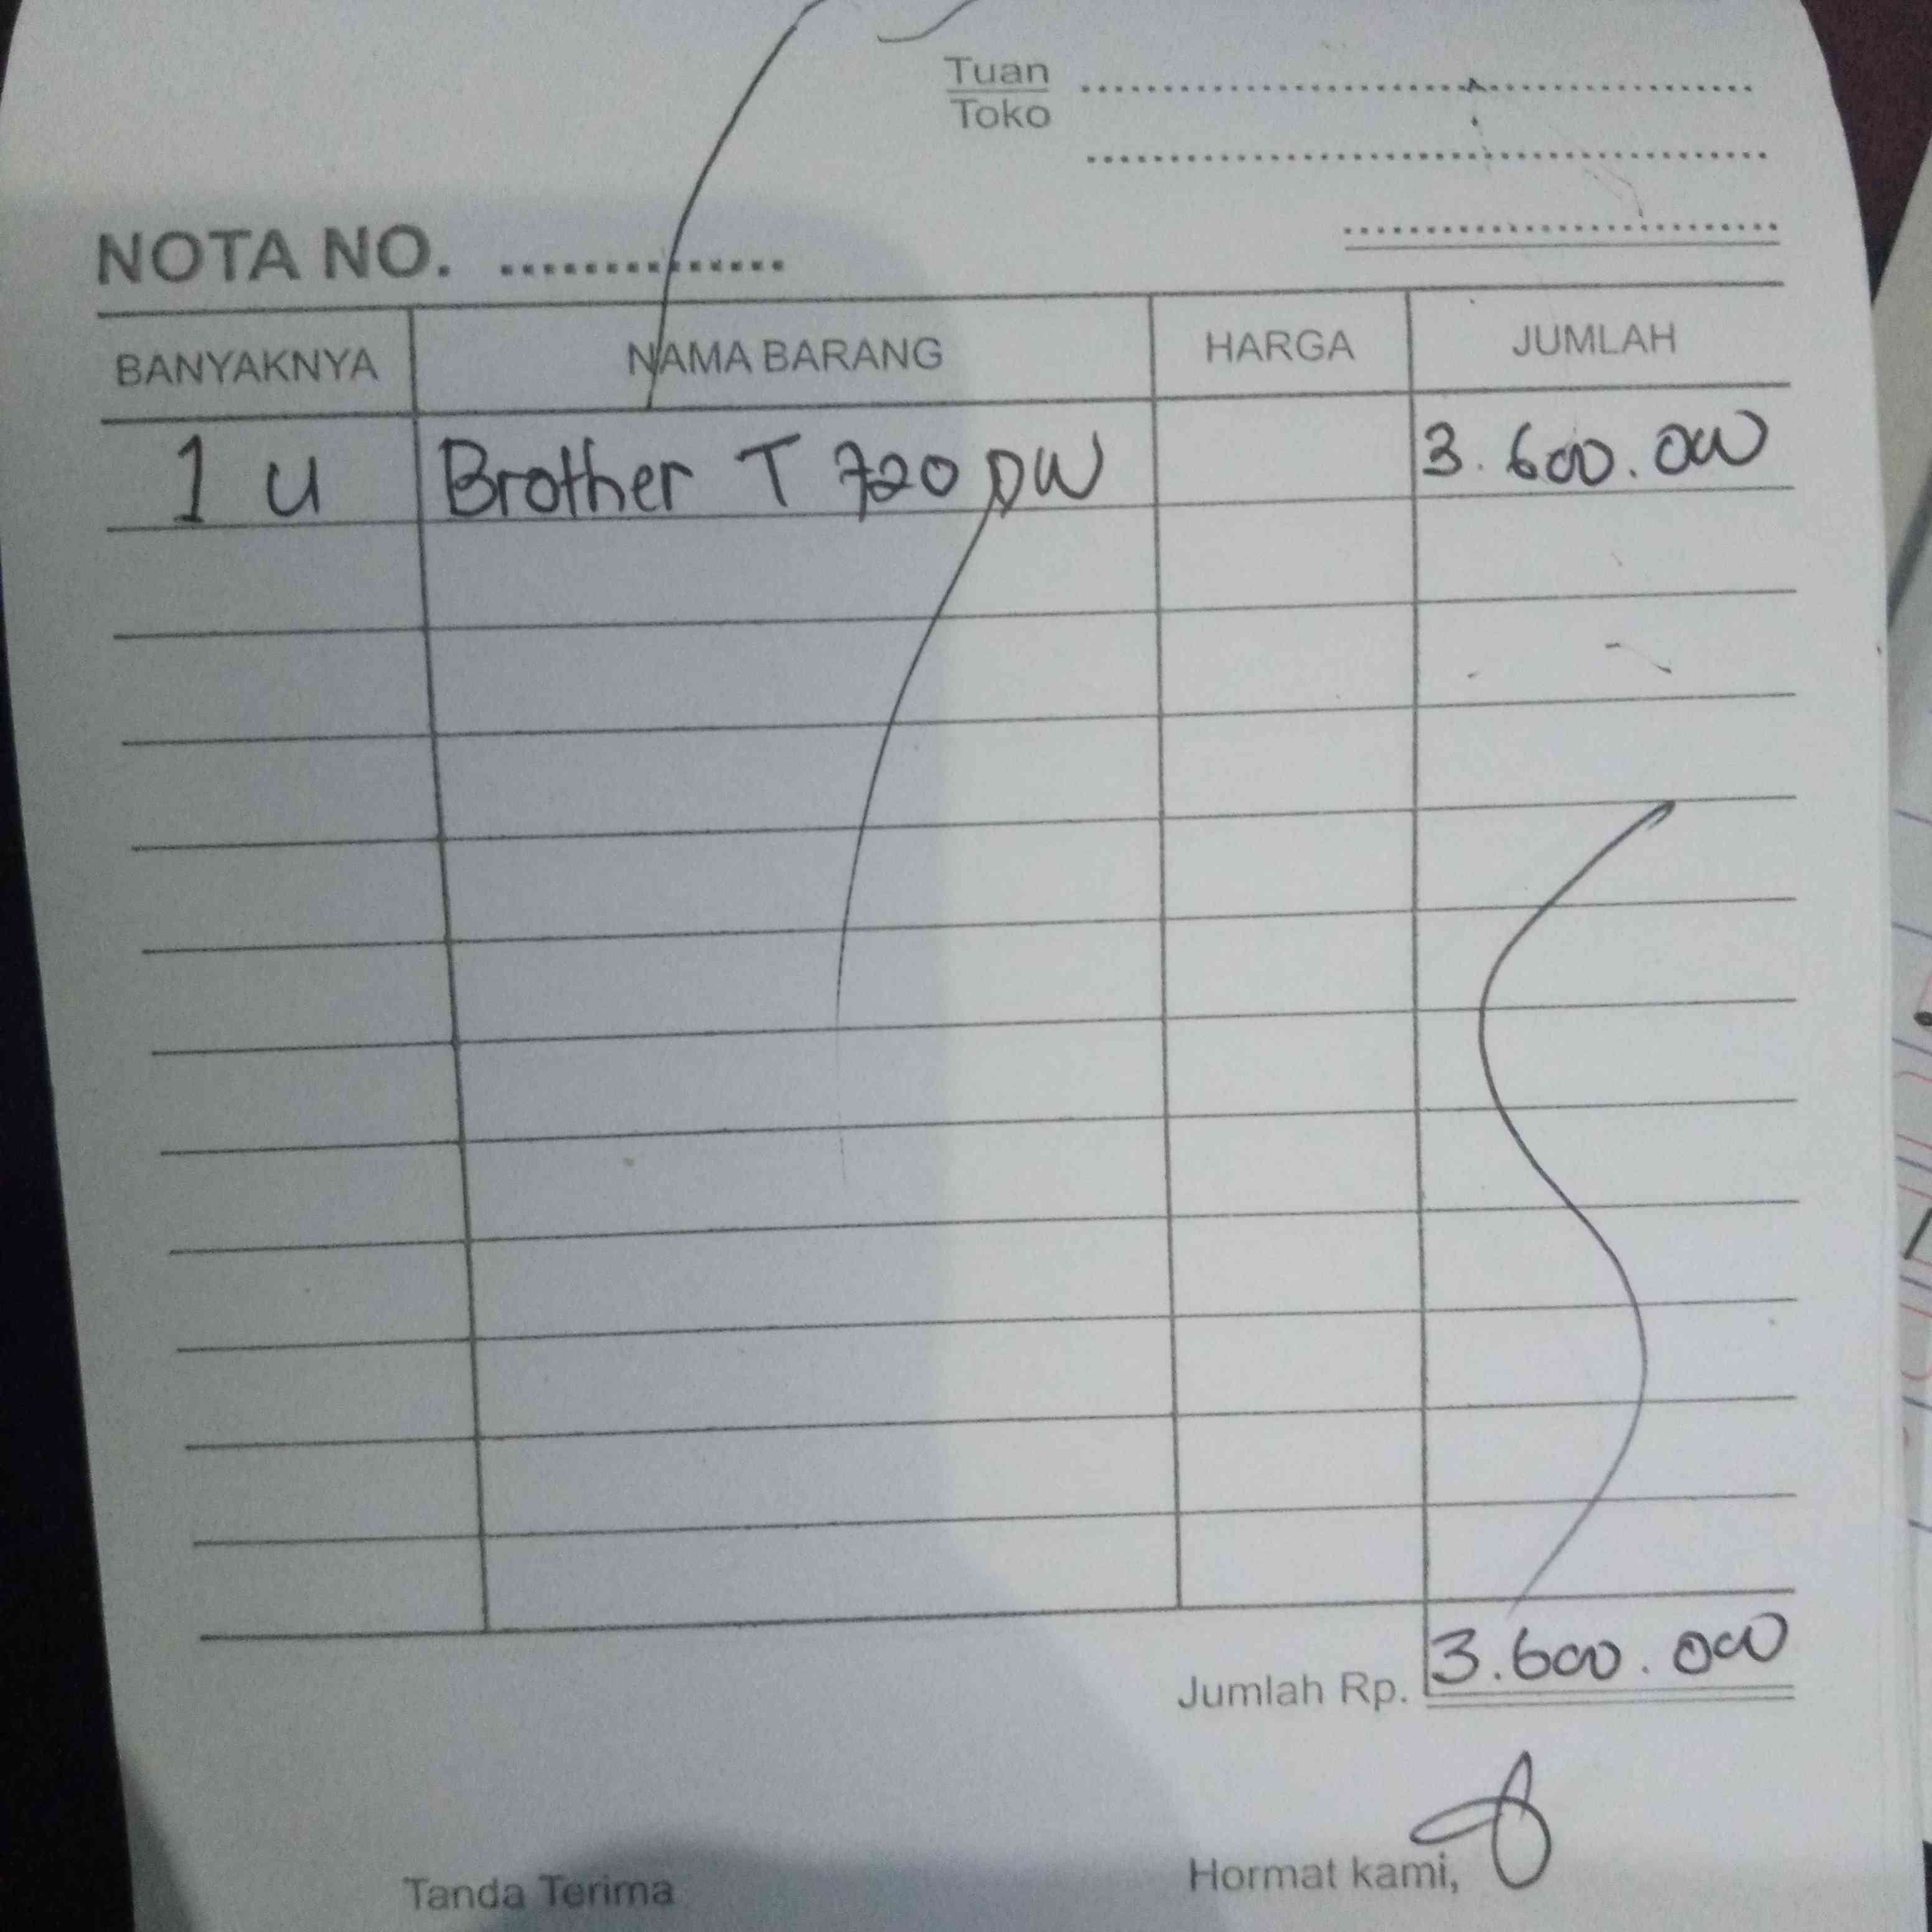 Tuan
Toko
NOTA NO.
BANYAKNYA NAMA BARANG HARGA JUMLAH
1 U Brother T 720 DW 3.600.000
Jumlah Rp. 3.600.000
Tanda Terima Hormat kami,